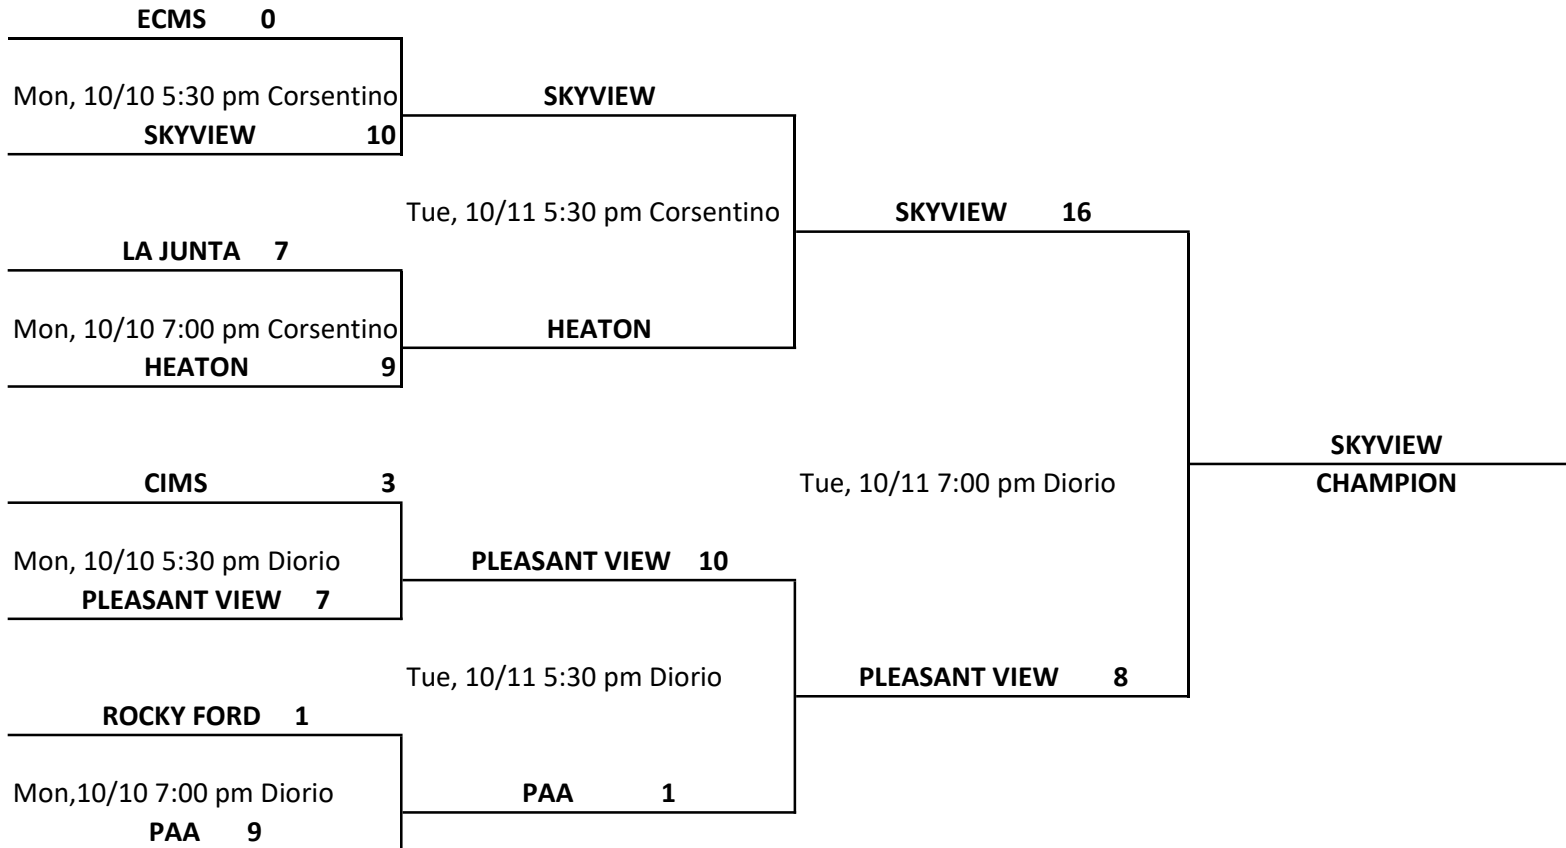 ECMS 0
Mon, 10/10 5:30 pm Corsentino
SKYVIEW
SKYVIEW 10
Tue, 10/11 5:30 pm Corsentino
SKYVIEW 16
LA JUNTA 7
Mon, 10/10 7:00 pm Corsentino
HEATON
HEATON 9
SKYVIEW
CIMS 3
Tue, 10/11 7:00 pm Diorio
CHAMPION
Mon, 10/10 5:30 pm Diorio
PLEASANT VIEW 10
PLEASANT VIEW 7
Tue, 10/11 5:30 pm Diorio
PLEASANT VIEW 8
ROCKY FORD 1
Mon,10/10 7:00 pm Diorio
PAA 1
PAA 9